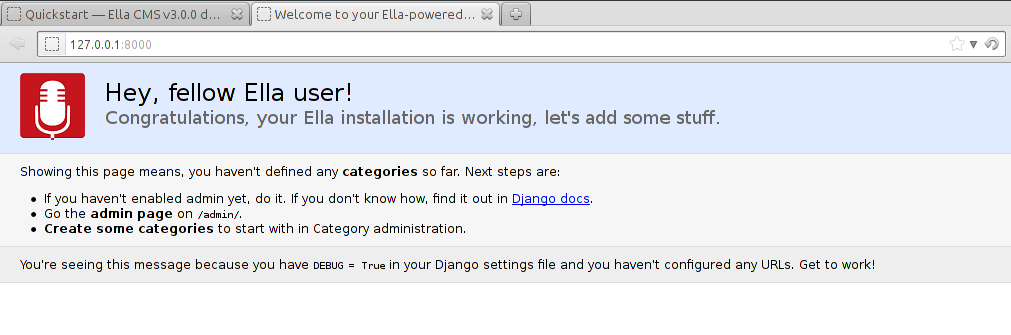 Quickstart — Ella CMS v3.0.0 d...
Welcome to your Ella-powered...
127.0.0.1:8000
Hey, fellow Ella user!
Congratulations, your Ella installation is working, let's add some stuff.
Showing this page means, you haven't defined any categories so far. Next steps are:
• If you haven't enabled admin yet, do it. If you don't know how, find it out in Django docs.
• Go the admin page on /admin/.
• Create some categories to start with in Category administration.
You're seeing this message because you have DEBUG = True in your Django settings file and you haven't configured any URLs. Get to work!